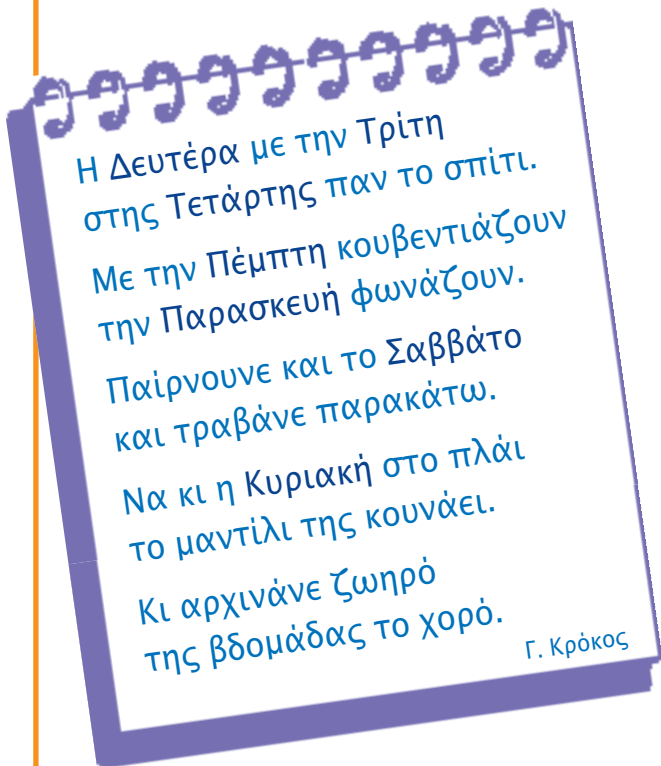 Η Δευτέρα με την Τρίτη
στης Τετάρτης παν το σπίτι.
Με την Πέμπτη κουβεντιάζουν
την Παρασκευή φωνάζουν.
Παίρνουνε και το Σαββάτο
και τραβάνε παρακάτω.
Να κι η Κυριακή στο πλάι
το μαντίλι της κουνάει.
Κι αρχινάνε ζωηρό
της βδομάδας το χορό.
Γ. Κρόκος